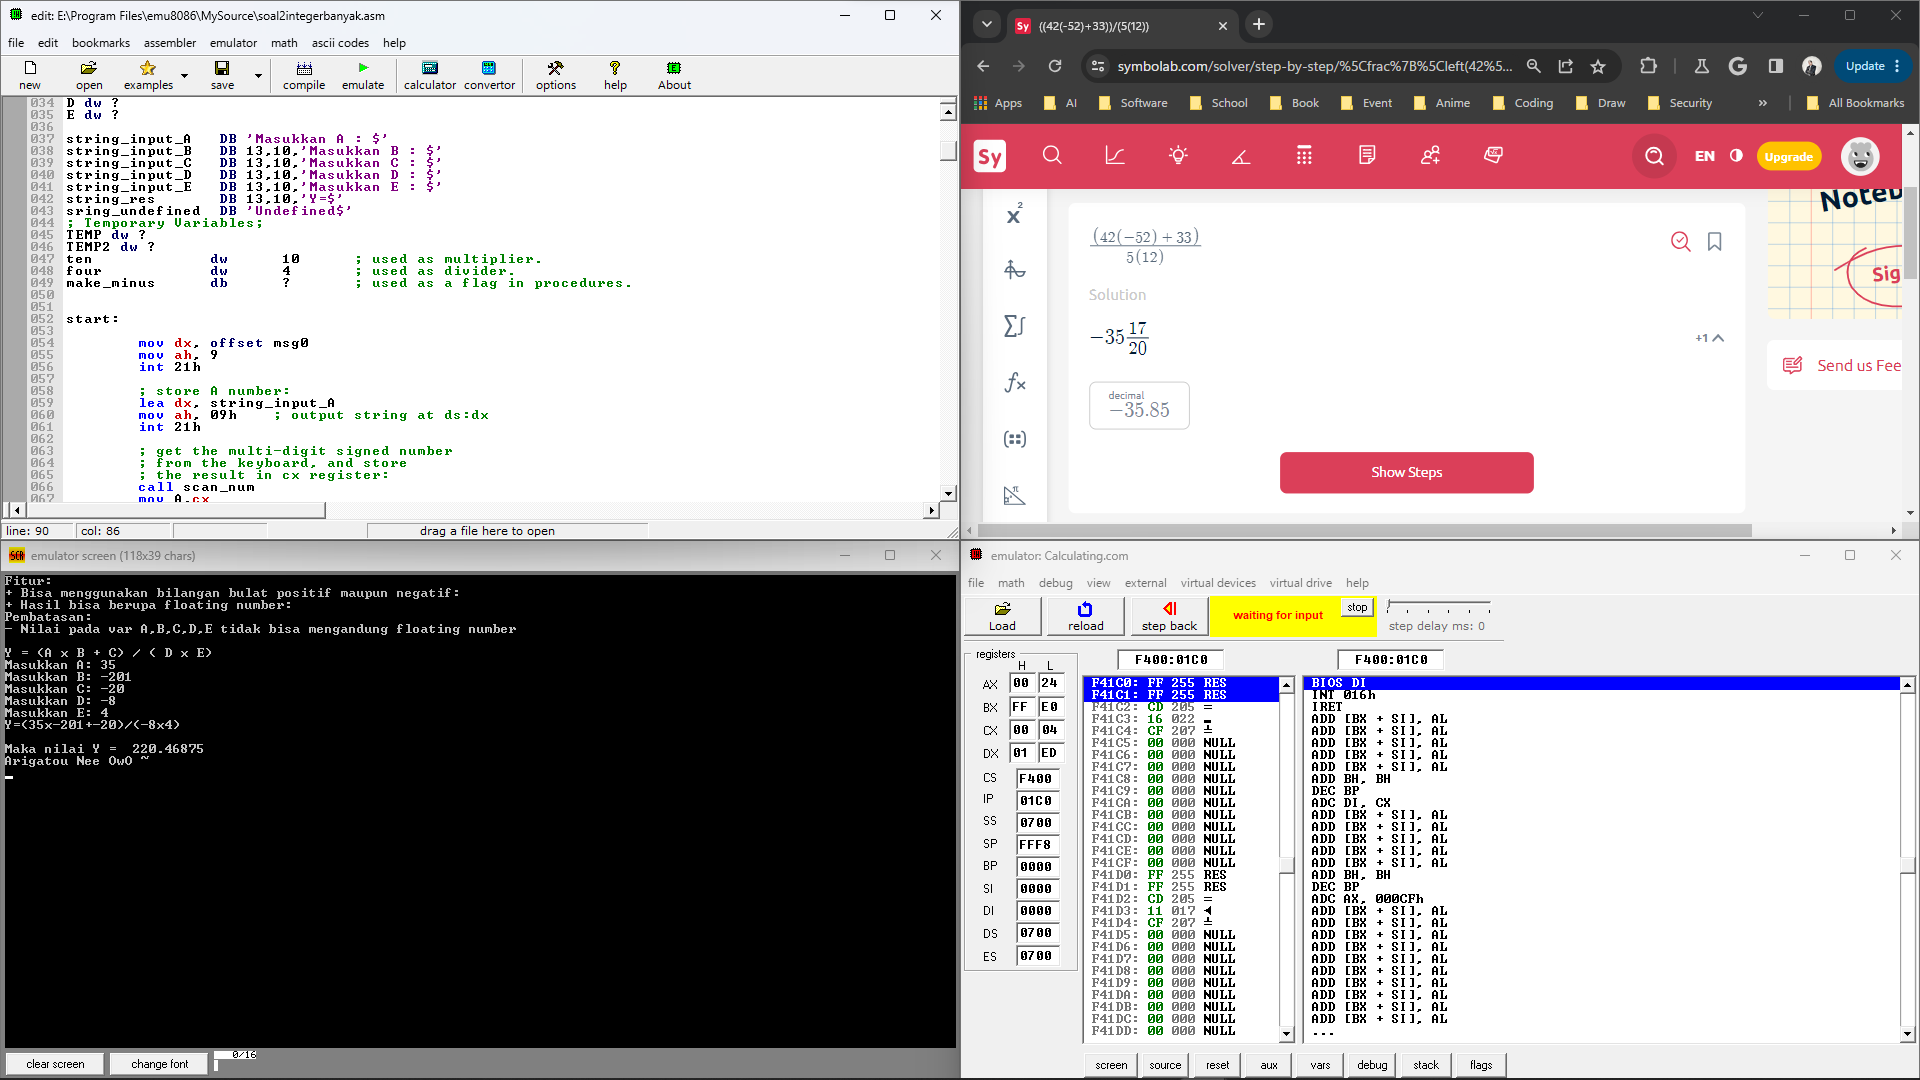 edit: E:\Program Files\emu8086\MySource\soal2integerbanyak.asm
file edit bookmarks assembler emulator math ascii codes help
new open examples save compile emulate calculator convertor options help About
034 D dw ?
035 E dw ?
036
037 string_input_A DB 'Masukkan A : $'
038 string_input_B DB 13,10,'Masukkan B : $'
039 string_input_C DB 13,10,'Masukkan C : $'
040 string_input_D DB 13,10,'Masukkan D : $'
041 string_input_E DB 13,10,'Masukkan E : $'
042 string_res DB 13,10,'Y=$'
043 sring_undefined DB 'Undefined$'
044 ; Temporary Variables;
045 TEMP dw ?
046 TEMP2 dw ?
047 ten dw 10 ; used as multiplier.
048 four dw 4 ; used as divider.
049 make_minus db ? ; used as a flag in procedures.
050
051
052 start:
053
054 mov dx, offset msg0
055 mov ah, 9
056 int 21h
057
058 ; store A number:
059 lea dx, string_input_A
060 mov ah, 09h ; output string at ds:dx
061 int 21h
062
063 ; get the multi-digit signed number
064 ; from the keyboard, and store
065 ; the result in cx register:
066 call scan_num
067 mov A,cx
line: 90 col: 86 drag a file here to open
((42(-52)+33))/(5(12))
symbolab.com/solver/step-by-step/%5Cfrac%7B%5Cleft(42%5... Update
Apps AI Software School Book Event Anime Coding Draw Security » All Bookmarks
Sy EN Upgrade
(42(−52)+33)
5(12)
Solution
−35 17/20
+1
decimal
−35.85
Show Steps
Noteb
Sig
Send us Fee
emulator screen (118x39 chars)
Fitur:
+ Bisa menggunakan bilangan bulat positif maupun negatif:
+ Hasil bisa berupa floating number:
Pembatasan:
- Nilai pada var A,B,C,D,E tidak bisa mengandung floating number
Y = (A x B + C) / ( D x E)
Masukkan A: 35
Masukkan B: -201
Masukkan C: -20
Masukkan D: -8
Masukkan E: 4
Y=(35x-201+-20)/(-8x4)
Maka nilai Y =  220.46875
Arigatou Nee OwO ~
clear screen change font 0/16
emulator: Calculating.com
file math debug view external virtual devices virtual drive help
Load reload step back waiting for input stop step delay ms: 0
registers F400:01C0 F400:01C0
H L
AX 00 24
BX FF E0
CX 00 04
DX 01 ED
CS F400
IP 01C0
SS 0700
SP FFF8
BP 0000
SI 0000
DI 0000
DS 0700
ES 0700
F41C0: FF 255 RES
F41C1: FF 255 RES
F41C2: CD 205 =
F41C3: 16 022 ▬
F41C4: CF 207 ╧
F41C5: 00 000 NULL
F41C6: 00 000 NULL
F41C7: 00 000 NULL
F41C8: 00 000 NULL
F41C9: 00 000 NULL
F41CA: 00 000 NULL
F41CB: 00 000 NULL
F41CC: 00 000 NULL
F41CD: 00 000 NULL
F41CE: 00 000 NULL
F41CF: 00 000 NULL
F41D0: FF 255 RES
F41D1: FF 255 RES
F41D2: CD 205 =
F41D3: 11 017 ◄
F41D4: CF 207 ╧
F41D5: 00 000 NULL
F41D6: 00 000 NULL
F41D7: 00 000 NULL
F41D8: 00 000 NULL
F41D9: 00 000 NULL
F41DA: 00 000 NULL
F41DB: 00 000 NULL
F41DC: 00 000 NULL
F41DD: 00 000 NULL
BIOS DI
INT 016h
IRET
ADD [BX + SI], AL
ADD [BX + SI], AL
ADD [BX + SI], AL
ADD [BX + SI], AL
ADD [BX + SI], AL
ADD BH, BH
DEC BP
ADC DI, CX
ADD [BX + SI], AL
ADD [BX + SI], AL
ADD [BX + SI], AL
ADD [BX + SI], AL
ADD [BX + SI], AL
ADD BH, BH
DEC BP
ADC AX, 000CFh
ADD [BX + SI], AL
ADD [BX + SI], AL
ADD [BX + SI], AL
ADD [BX + SI], AL
ADD [BX + SI], AL
ADD [BX + SI], AL
ADD [BX + SI], AL
ADD [BX + SI], AL
ADD [BX + SI], AL
ADD [BX + SI], AL
...
screen source reset aux vars debug stack flags